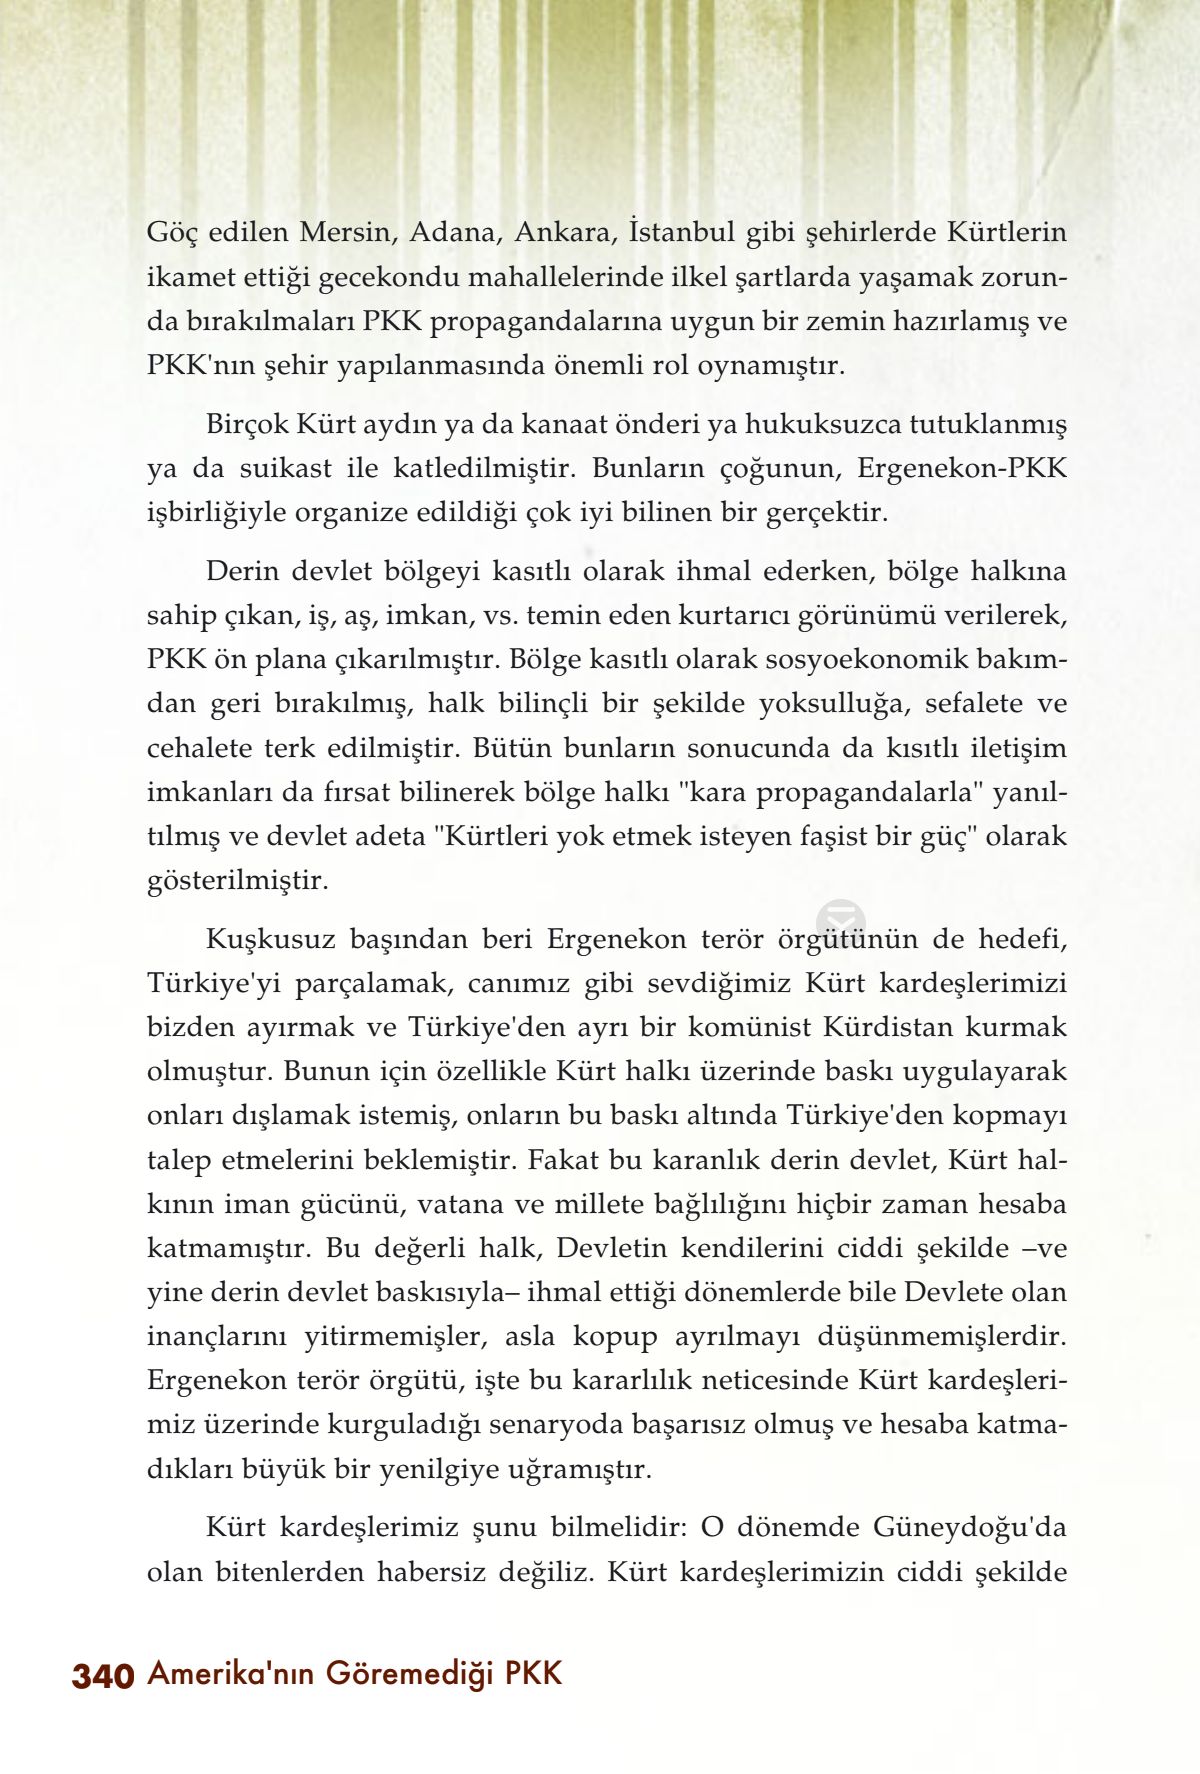 Göç edilen Mersin, Adana, Ankara, İstanbul gibi şehirlerde Kürtlerin
ikamet ettiği gecekondu mahallelerinde ilkel şartlarda yaşamak zorun-
da bırakılmaları PKK propagandalarına uygun bir zemin hazırlamış ve
PKK'nın şehir yapılanmasında önemli rol oynamıştır.
Birçok Kürt aydın ya da kanaat önderi ya hukuksuzca tutuklanmış
ya da suikast ile katledilmiştir. Bunların çoğunun, Ergenekon-PKK
işbirliğiyle organize edildiği çok iyi bilinen bir gerçektir.
Derin devlet bölgeyi kasıtlı olarak ihmal ederken, bölge halkına
sahip çıkan, iş, aş, imkan, vs. temin eden kurtarıcı görünümü verilerek,
PKK ön plana çıkarılmıştır. Bölge kasıtlı olarak sosyoekonomik bakım-
dan geri bırakılmış, halk bilinçli bir şekilde yoksulluğa, sefalete ve
cehalete terk edilmiştir. Bütün bunların sonucunda da kısıtlı iletişim
imkanları da fırsat bilinerek bölge halkı "kara propagandalarla" yanıl-
tılmış ve devlet adeta "Kürtleri yok etmek isteyen faşist bir güç" olarak
gösterilmiştir.
Kuşkusuz başından beri Ergenekon terör örgütünün de hedefi,
Türkiye'yi parçalamak, canımız gibi sevdiğimiz Kürt kardeşlerimizi
bizden ayırmak ve Türkiye'den ayrı bir komünist Kürdistan kurmak
olmuştur. Bunun için özellikle Kürt halkı üzerinde baskı uygulayarak
onları dışlamak istemiş, onların bu baskı altında Türkiye'den kopmayı
talep etmelerini beklemiştir. Fakat bu karanlık derin devlet, Kürt hal-
kının iman gücünü, vatana ve millete bağlılığını hiçbir zaman hesaba
katmamıştır. Bu değerli halk, Devletin kendilerini ciddi şekilde –ve
yine derin devlet baskısıyla– ihmal ettiği dönemlerde bile Devlete olan
inançlarını yitirmemişler, asla kopup ayrılmayı düşünmemişlerdir.
Ergenekon terör örgütü, işte bu kararlılık neticesinde Kürt kardeşleri-
miz üzerinde kurguladığı senaryoda başarısız olmuş ve hesaba katma-
dıkları büyük bir yenilgiye uğramıştır.
Kürt kardeşlerimiz şunu bilmelidir: O dönemde Güneydoğu'da
olan bitenlerden habersiz değiliz. Kürt kardeşlerimizin ciddi şekilde
340 Amerika'nın Göremediği PKK